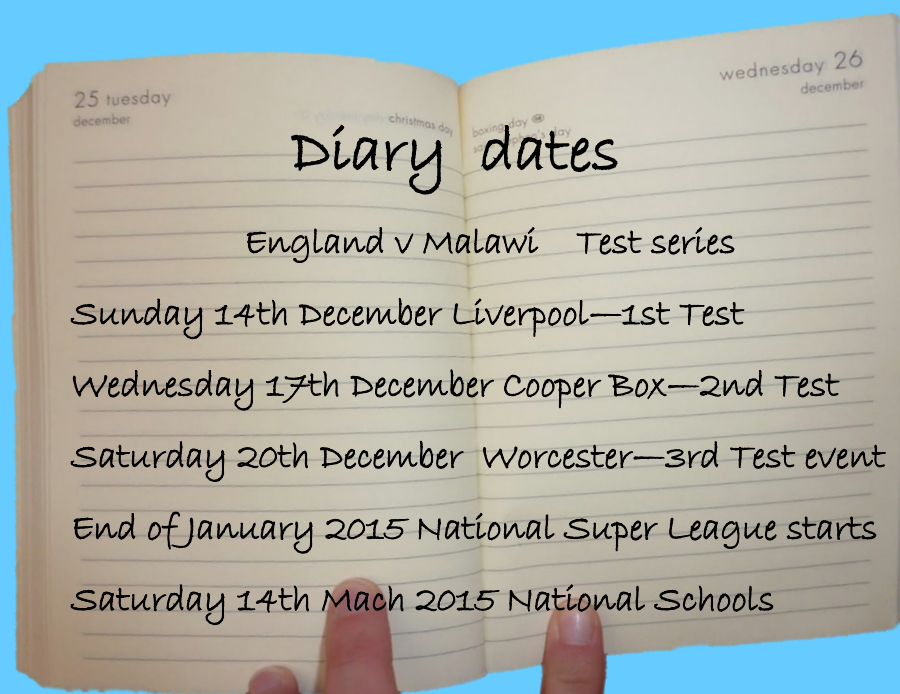 25 tuesday
december
christmas day
wednesday 26
december
boxing day
day
Diary dates
England v Malawi Test series
Sunday 14th December Liverpool—1st Test
Wednesday 17th December Cooper Box—2nd Test
Saturday 20th December Worcester—3rd Test event
End of January 2015 National Super League starts
Saturday 14th Mach 2015 National Schools